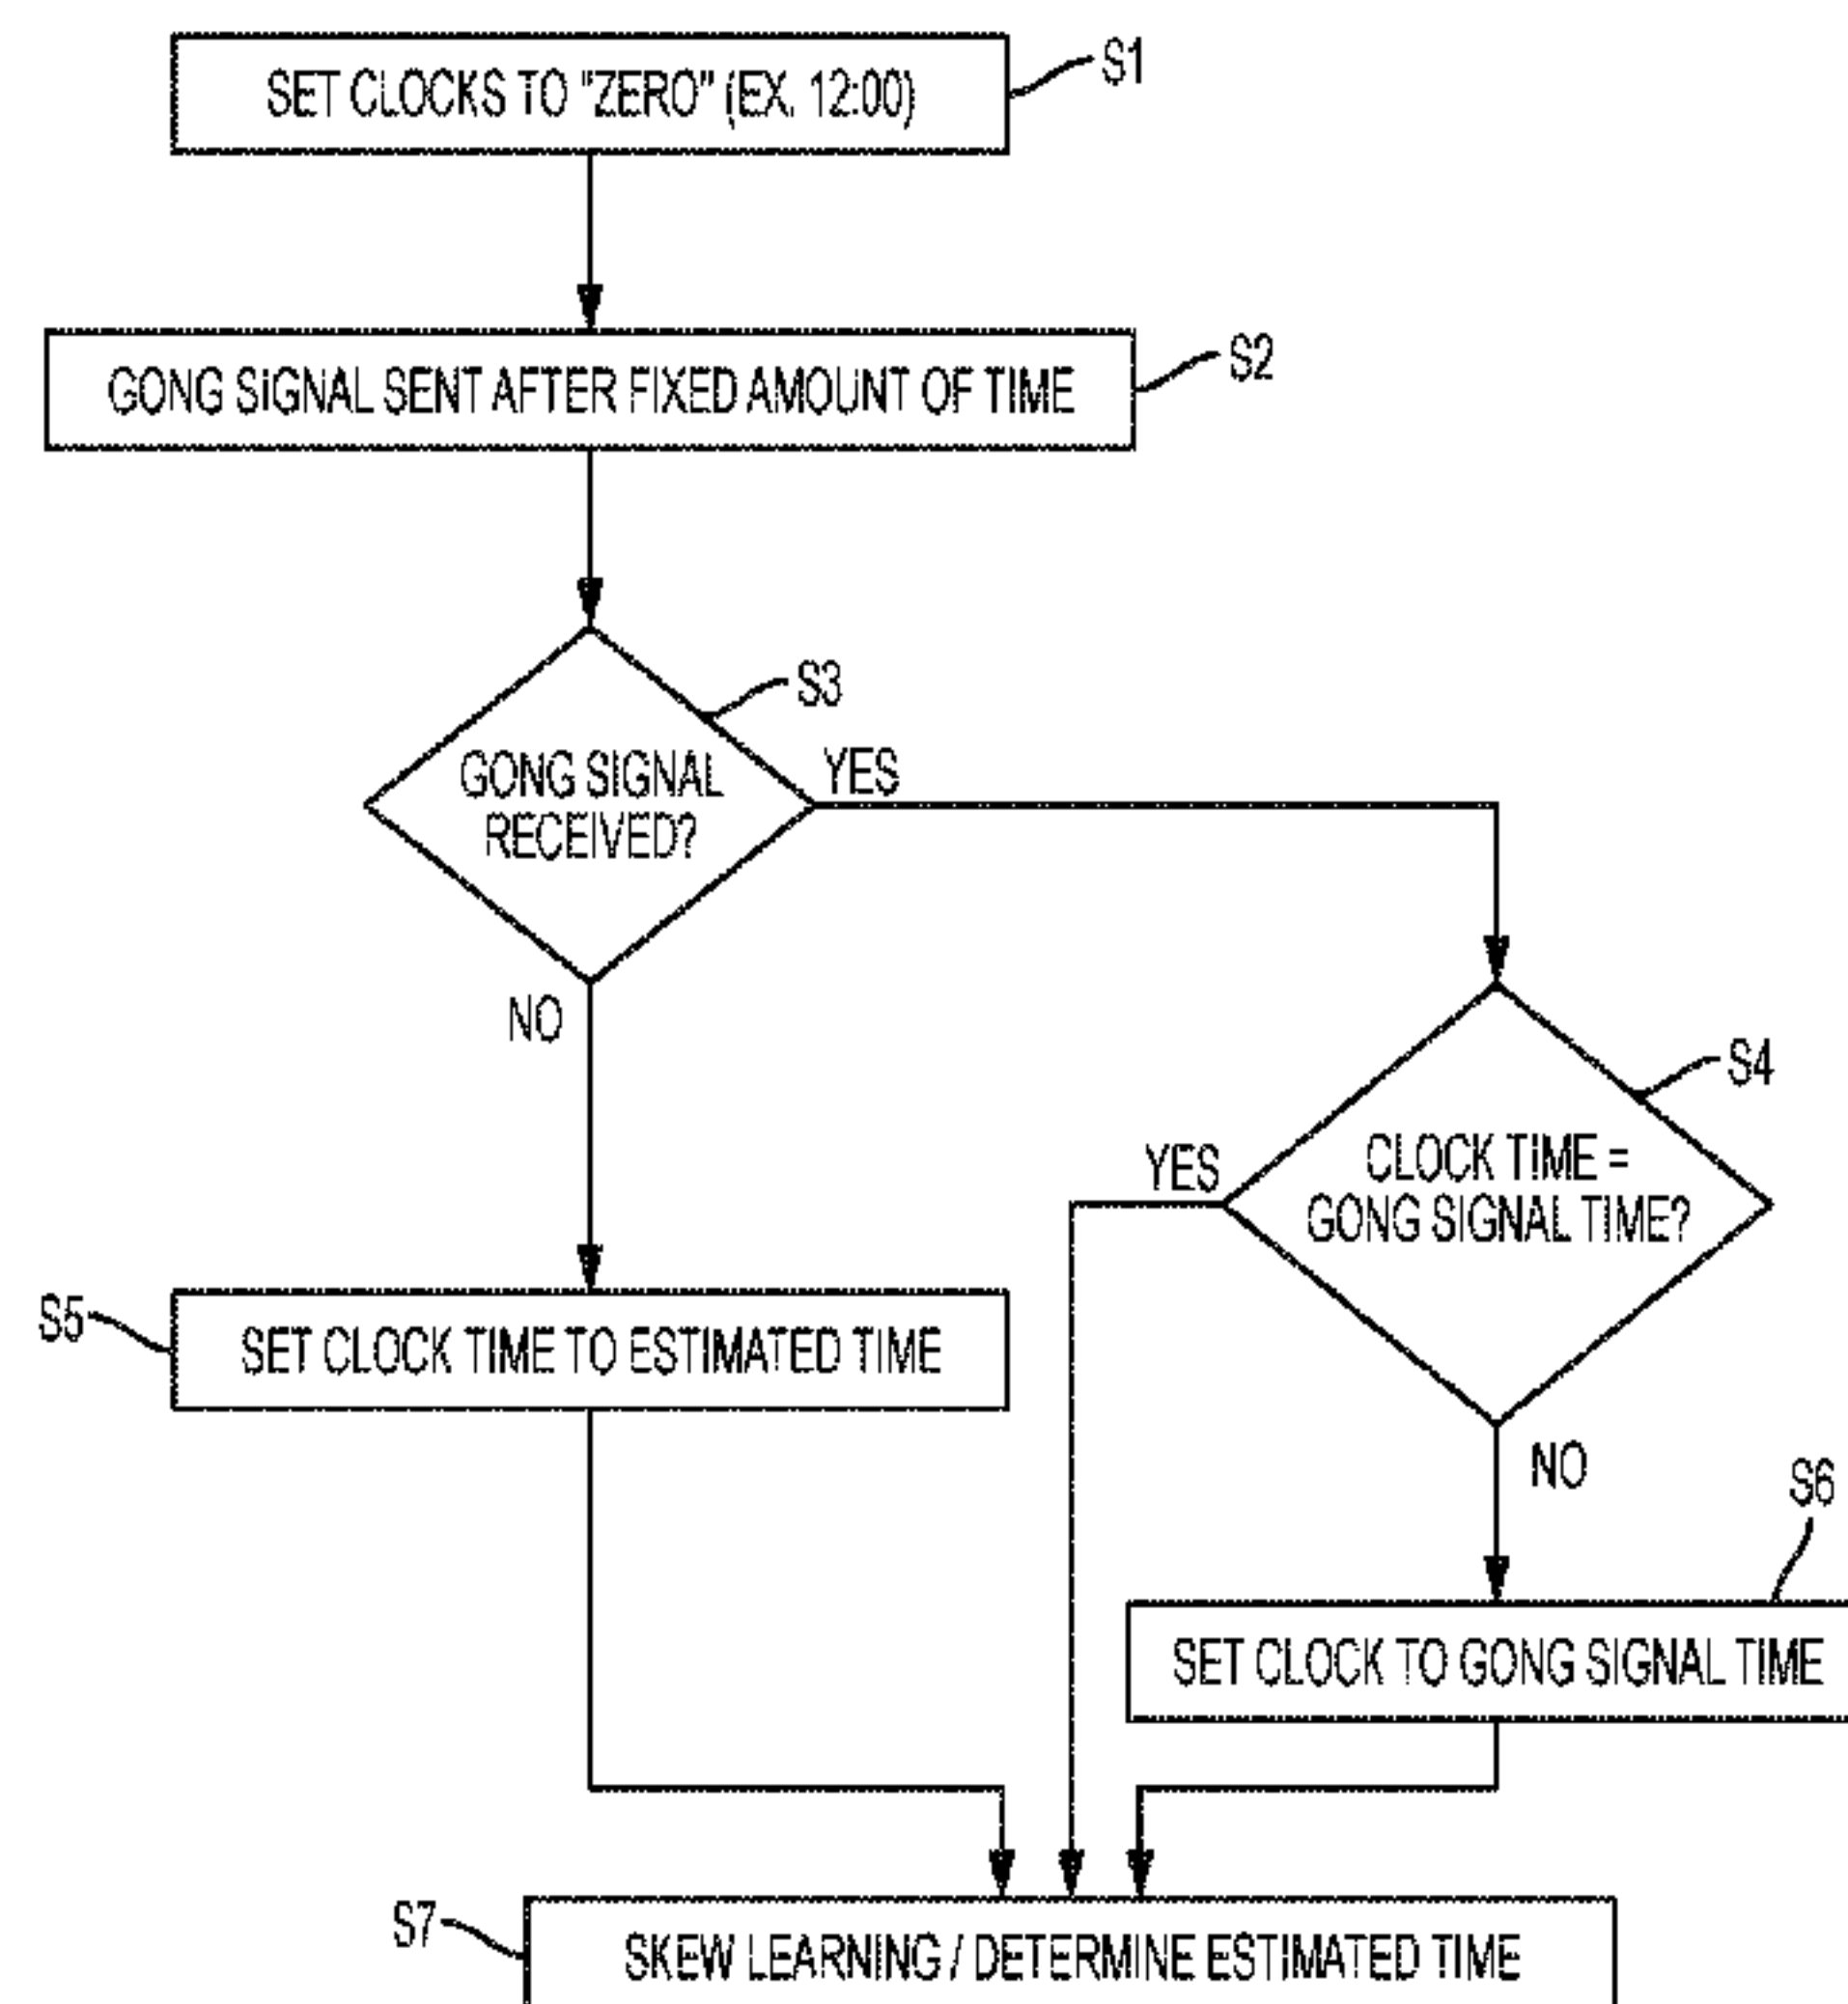 SET CLOCKS TO "ZERO" (EX. 12:00)
S1
GONG SIGNAL SENT AFTER FIXED AMOUNT OF TIME
S2
S3
GONG SIGNAL
RECEIVED?
YES
NO
S4
CLOCK TIME =
GONG SIGNAL TIME?
YES
NO
S5
SET CLOCK TIME TO ESTIMATED TIME
S6
SET CLOCK TO GONG SIGNAL TIME
S7
SKEW LEARNING / DETERMINE ESTIMATED TIME